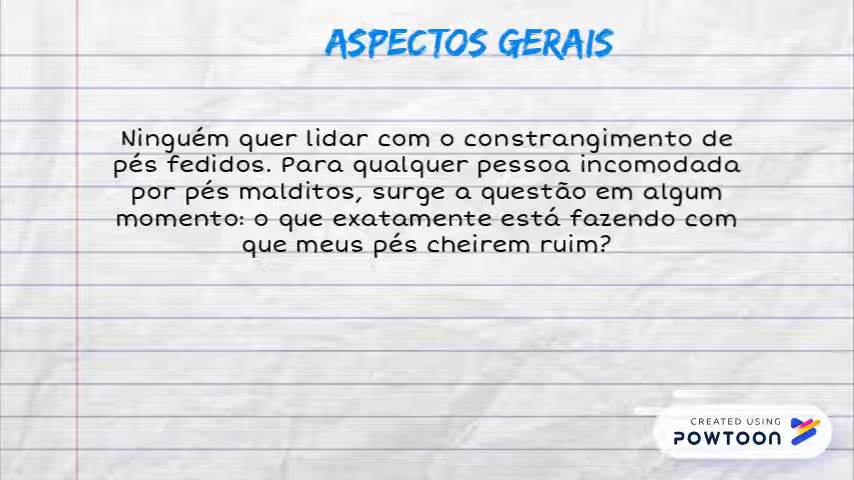 ASPECTOS GERAIS
Ninguém quer lidar com o constrangimento de
pés fedidos. Para qualquer pessoa incomodada
por pés malditos, surge a questão em algum
momento: o que exatamente está fazendo com
que meus pés cheirem ruim?
CREATED USING
POWTOON